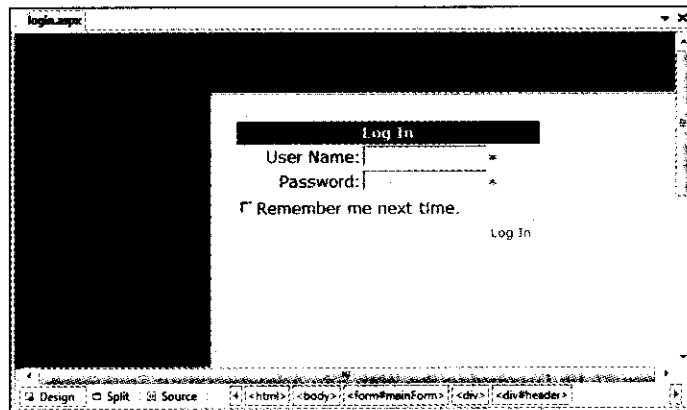 login.aspx
Log In
User Name: *
Password: *
Remember me next time.
Log In
Design Split Source <html> <body> <form#mainForm> <div> <div#header>